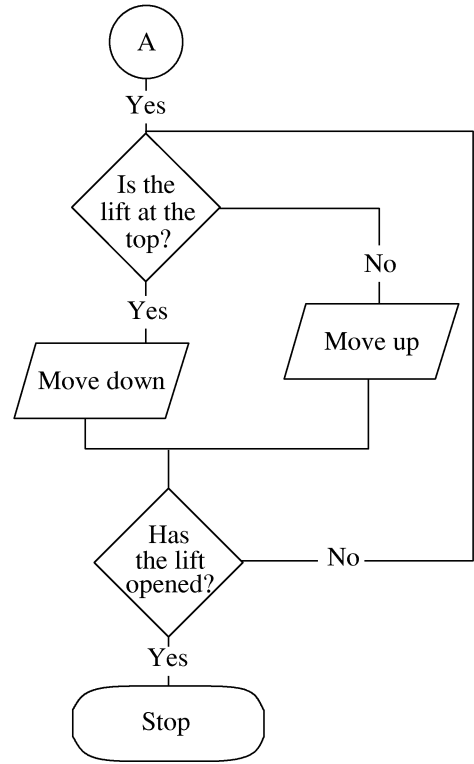 A
Yes
Is the
lift at the
top?
No
Yes
Move up
Move down
Has
the lift
opened?
No
Yes
Stop